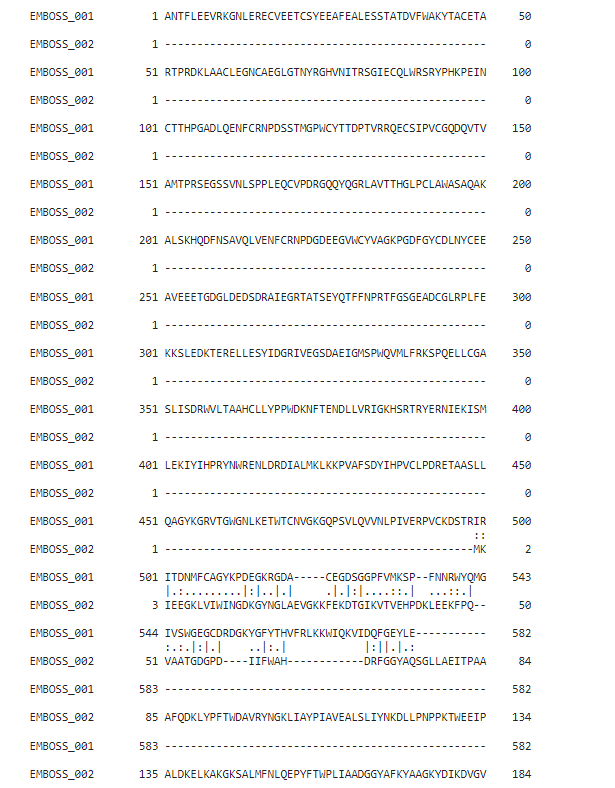 EMBOSS_001 1 ANTFLEEVRKGNLERECVEETCSYEEAFEALESSTATDVFWAKYTACETA 50
EMBOSS_002 1 -------------------------------------------------- 0
EMBOSS_001 51 RTPRDKLAACLEGNCAEGLGTNYRGHVNITRSGIECQLWRSRYPHKPEIN 100
EMBOSS_002 1 -------------------------------------------------- 0
EMBOSS_001 101 CTTHPGADLQENFCRNPDSSTMGPWCYTTDPTVRRQECSIPVCGQDQVTV 150
EMBOSS_002 1 -------------------------------------------------- 0
EMBOSS_001 151 AMTPRSEGSSVNLSPPLEQCVPDRGQQYQGRLAVTTHGLPCLAWASAQAK 200
EMBOSS_002 1 -------------------------------------------------- 0
EMBOSS_001 201 ALSKHQDFNSAVQLVENFCRNPDGDEEGVWCYVAGKPGDFGYCDLNYCEE 250
EMBOSS_002 1 -------------------------------------------------- 0
EMBOSS_001 251 AVEEETGDGLDEDSDRAIEGRTATSEYQTFFNPRTFGSGEADCGLRPLFE 300
EMBOSS_002 1 -------------------------------------------------- 0
EMBOSS_001 301 KKSLEDKTERELLESYIDGRIVEGSDAEIGMSPWQVMLFRKSPQELLCGA 350
EMBOSS_002 1 -------------------------------------------------- 0
EMBOSS_001 351 SLISDRWVLTAAHCLLYPPWDKNFTENDLLVRIGKHSRTRYERNIEKISM 400
EMBOSS_002 1 -------------------------------------------------- 0
EMBOSS_001 401 LEKIYIHPRYNWRENLDRDIALMKLKKPVAFSDYIHPVCLPDRETAASLL 450
EMBOSS_002 1 -------------------------------------------------- 0
EMBOSS_001 451 QAGYKGRVTGWGNLKETWTCNVGKGQPSVLQVVNLPIVERPVCKDSTRIR 500
::
EMBOSS_002 1 ------------------------------------------------MK 2
EMBOSS_001 501 ITDNMFCAGYKPDEGKRGDA-----CEGDSGGPFVMKSP--FNNRWYQMG 543
|.:.........|:|..|.|     .|.|:|....::.|  ...::.|
EMBOSS_002 3 IEEGKLVIWINGDKGYNGLAEVGKKFEKDTGIKVTVEHPDKLEEKFPQ-- 50
EMBOSS_001 544 IVSWGEGCDRDGKYGFYTHVFRLKKWIQKVIDQFGEYLE----------- 582
:.:.|:|.|    ..|:.|            |:||.|.:
EMBOSS_002 51 VAATGDGPD----IIFWAH------------DRFGGYAQSGLLAEITPAA 84
EMBOSS_001 583 -------------------------------------------------- 582
EMBOSS_002 85 AFQDKLYPFTWDAVRYNGKLIAYPIAVEALSLIYNKDLLPNPPKTWEEIP 134
EMBOSS_001 583 -------------------------------------------------- 582
EMBOSS_002 135 ALDKELKAKGKSALMFNLQEPYFTWPLIAADGGYAFKYAAGKYDIKDVGV 184